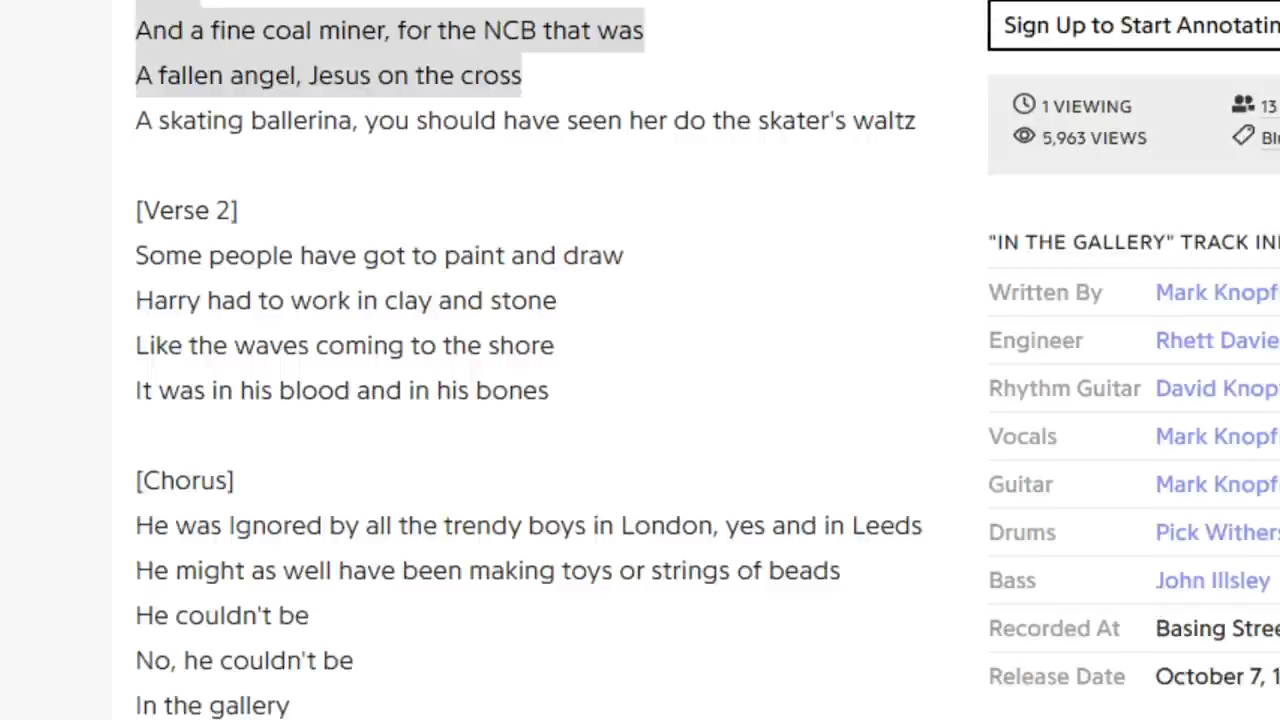 And a fine coal miner, for the NCB that was
A fallen angel, Jesus on the cross
A skating ballerina, you should have seen her do the skater's waltz
[Verse 2]
Some people have got to paint and draw
Harry had to work in clay and stone
Like the waves coming to the shore
It was in his blood and in his bones
[Chorus]
He was Ignored by all the trendy boys in London, yes and in Leeds
He might as well have been making toys or strings of beads
He couldn't be
No, he couldn't be
In the gallery
Sign Up to Start Annotatin
1 VIEWING
13
5,963 VIEWS
Bl
"IN THE GALLERY" TRACK IN
Written By Mark Knopf
Engineer Rhett Davie
Rhythm Guitar David Knop
Vocals Mark Knopf
Guitar Mark Knopf
Drums Pick Withers
Bass John Illsley
Recorded At Basing Stree
Release Date October 7, 1